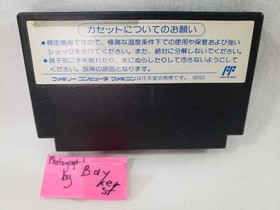 カセットについてのお願い
●精密機器ですので、極端な温度条件下での使用や保管および強い
ショックをさけてください。また、絶対に分解しないでください。
●端子部に手を触れたり、水にぬらしたりして汚さないようにして
ください。故障の原因となります。
ファミリーコンピュータ・ファミコンは任天堂の商標です。
Photograph
by
Bay